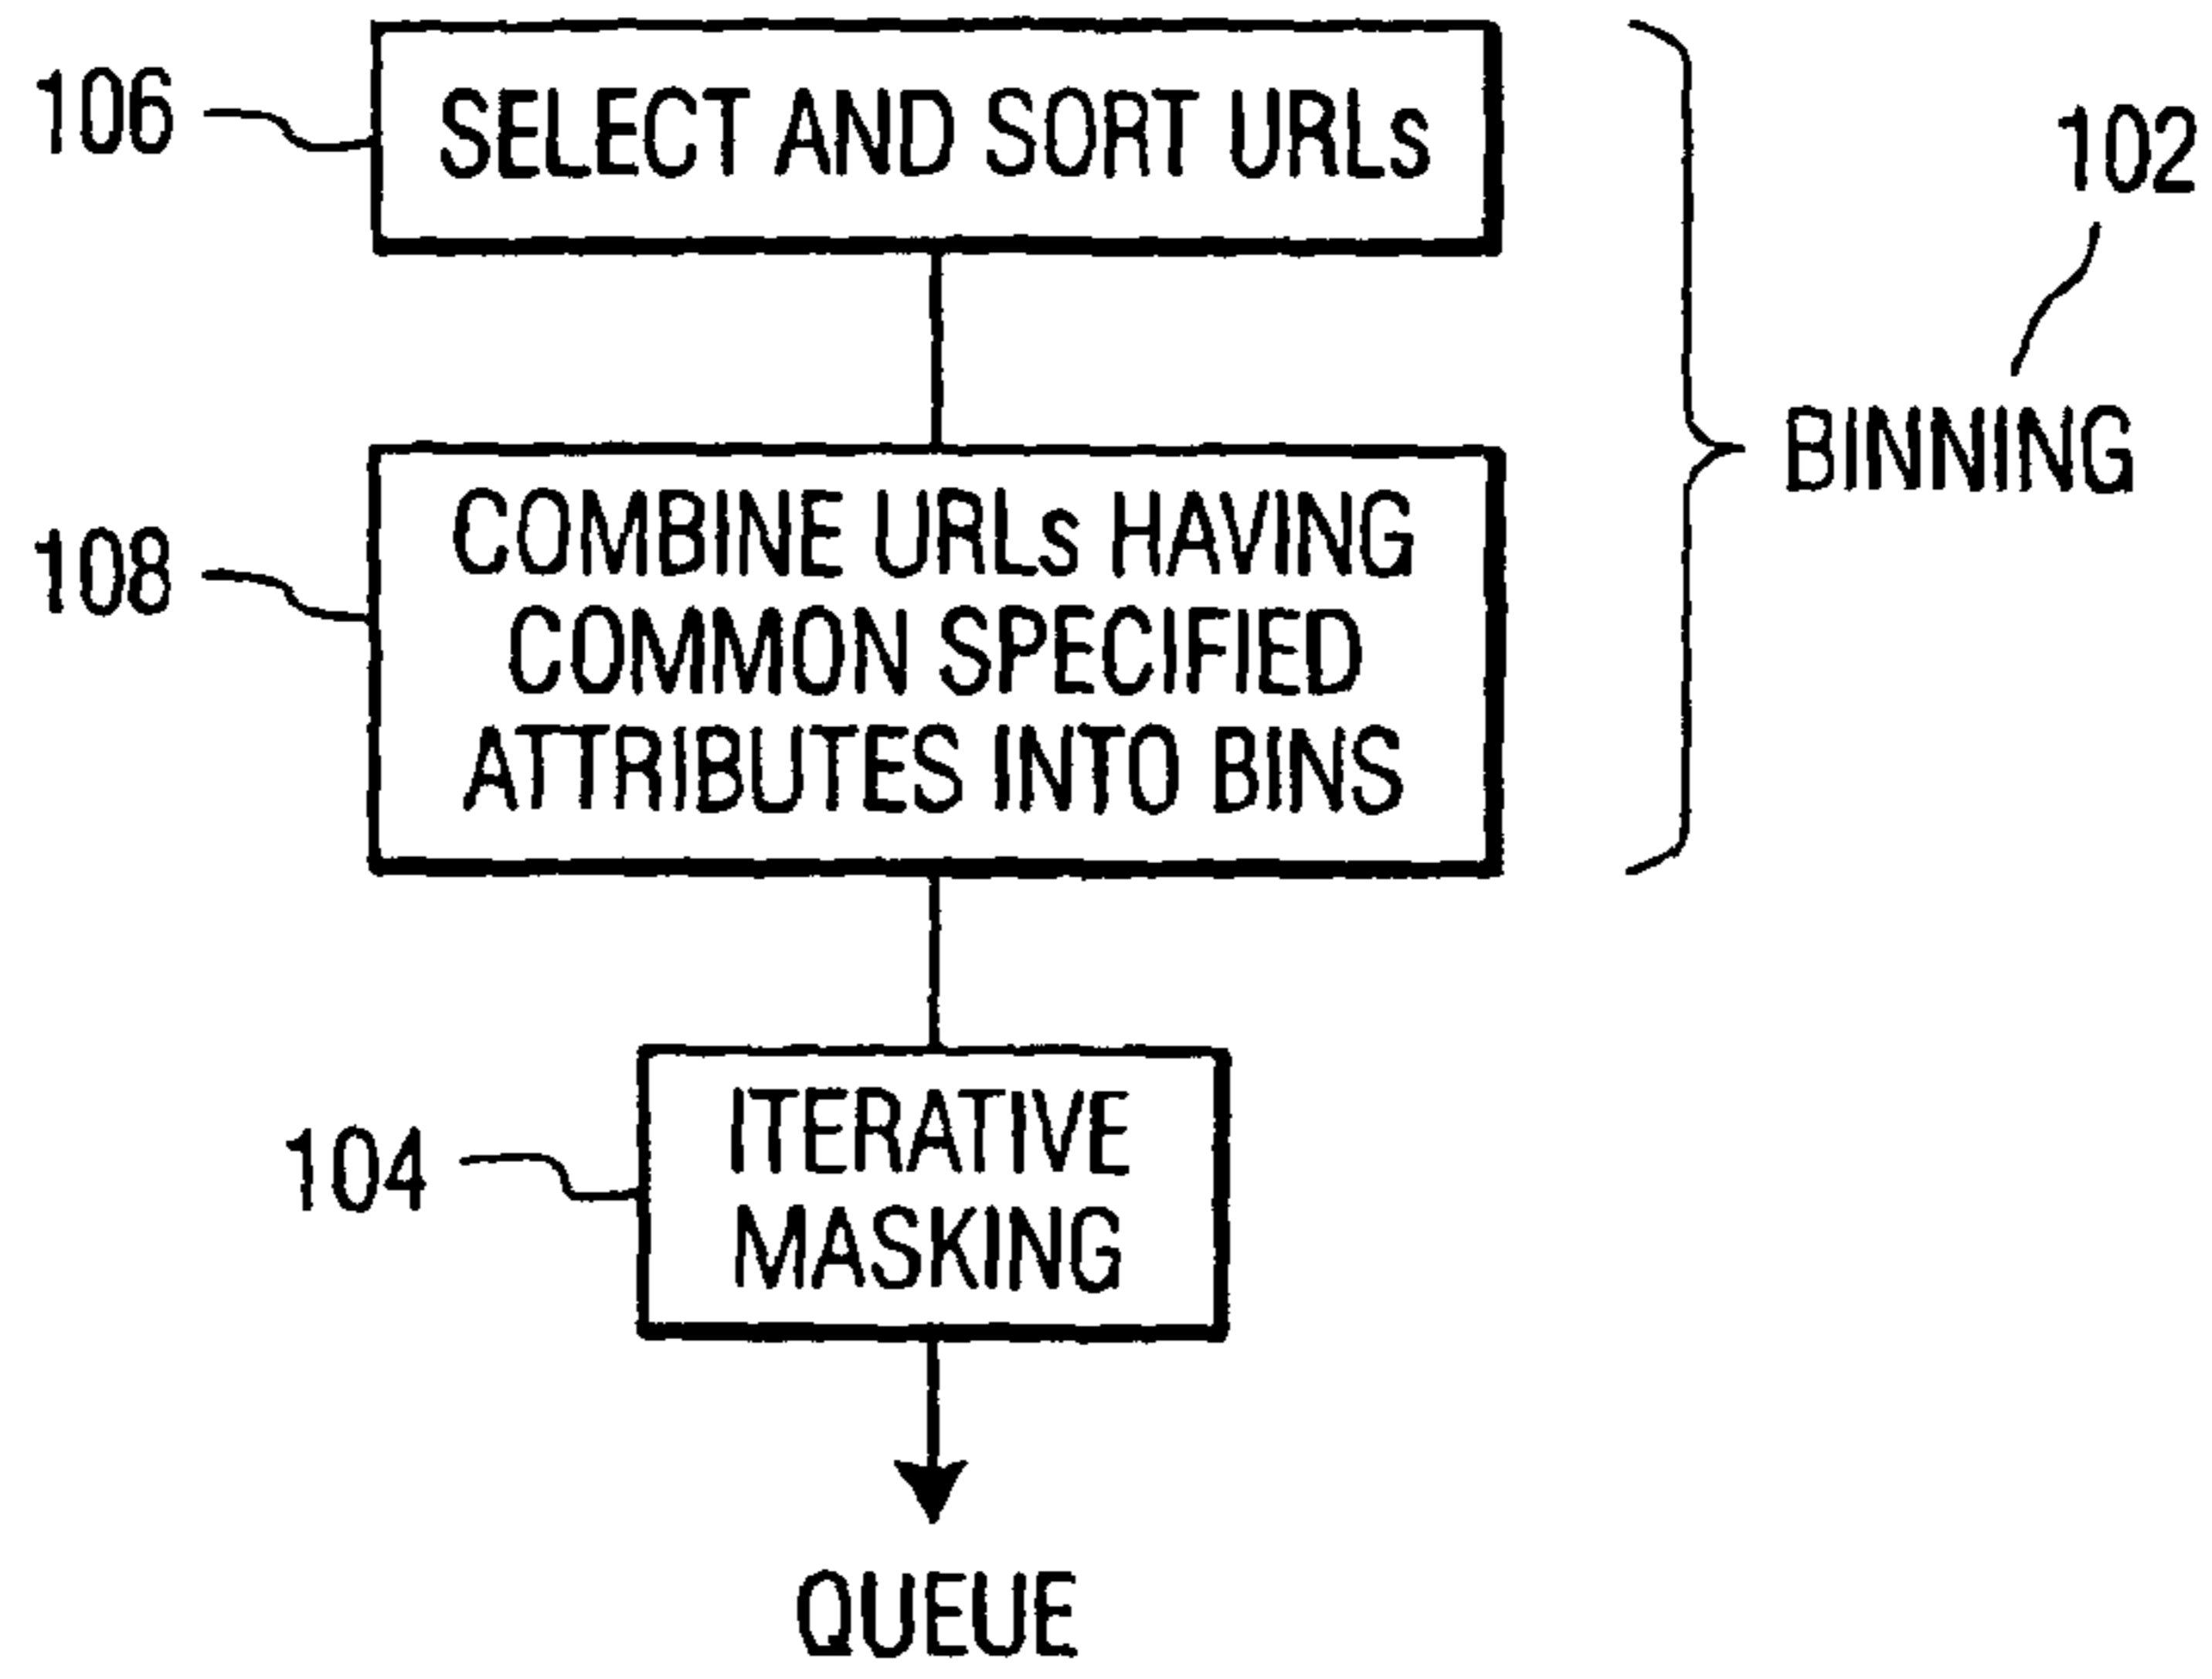 106
SELECT AND SORT URLs
102
BINNING
108
COMBINE URLs HAVING
COMMON SPECIFIED
ATTRIBUTES INTO BINS
104
ITERATIVE
MASKING
QUEUE